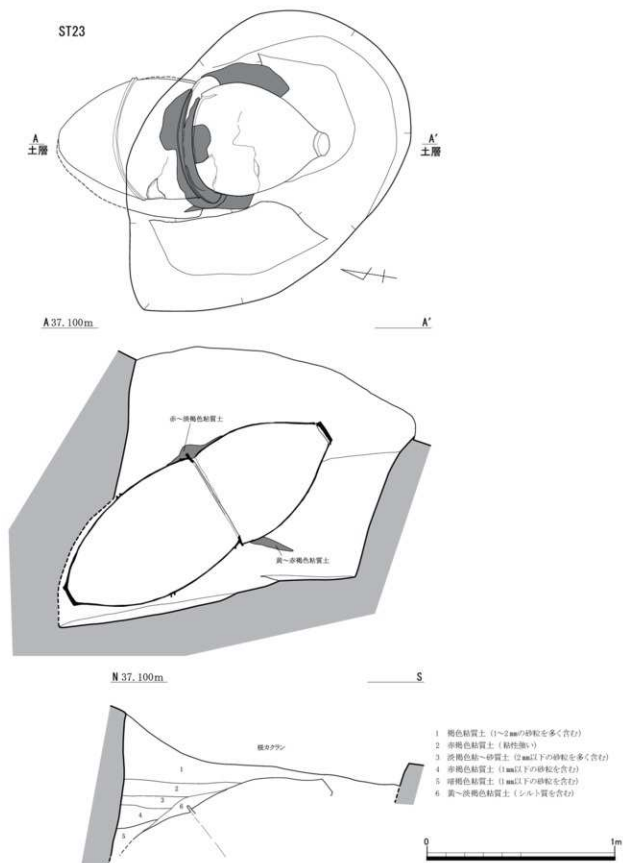 ST23
A
土層
A′
土層
A 37.100m
A′
赤~淡褐色粘質土
黄~赤褐色粘質土
N 37.100m
S
根カクラン
1
2
3
4
5
6
1 褐色粘質土(1~2㎜の砂粒を多く含む)
2 赤褐色粘質土(粘性強い)
3 淡褐色粘~砂質土(2㎜以下の砂粒を多く含む)
4 赤褐色粘質土(1㎜以下の砂粒を含む)
5 暗褐色粘質土(1㎜以下の砂粒を含む)
6 黄~淡褐色粘質土(シルト質を含む)
0
1m